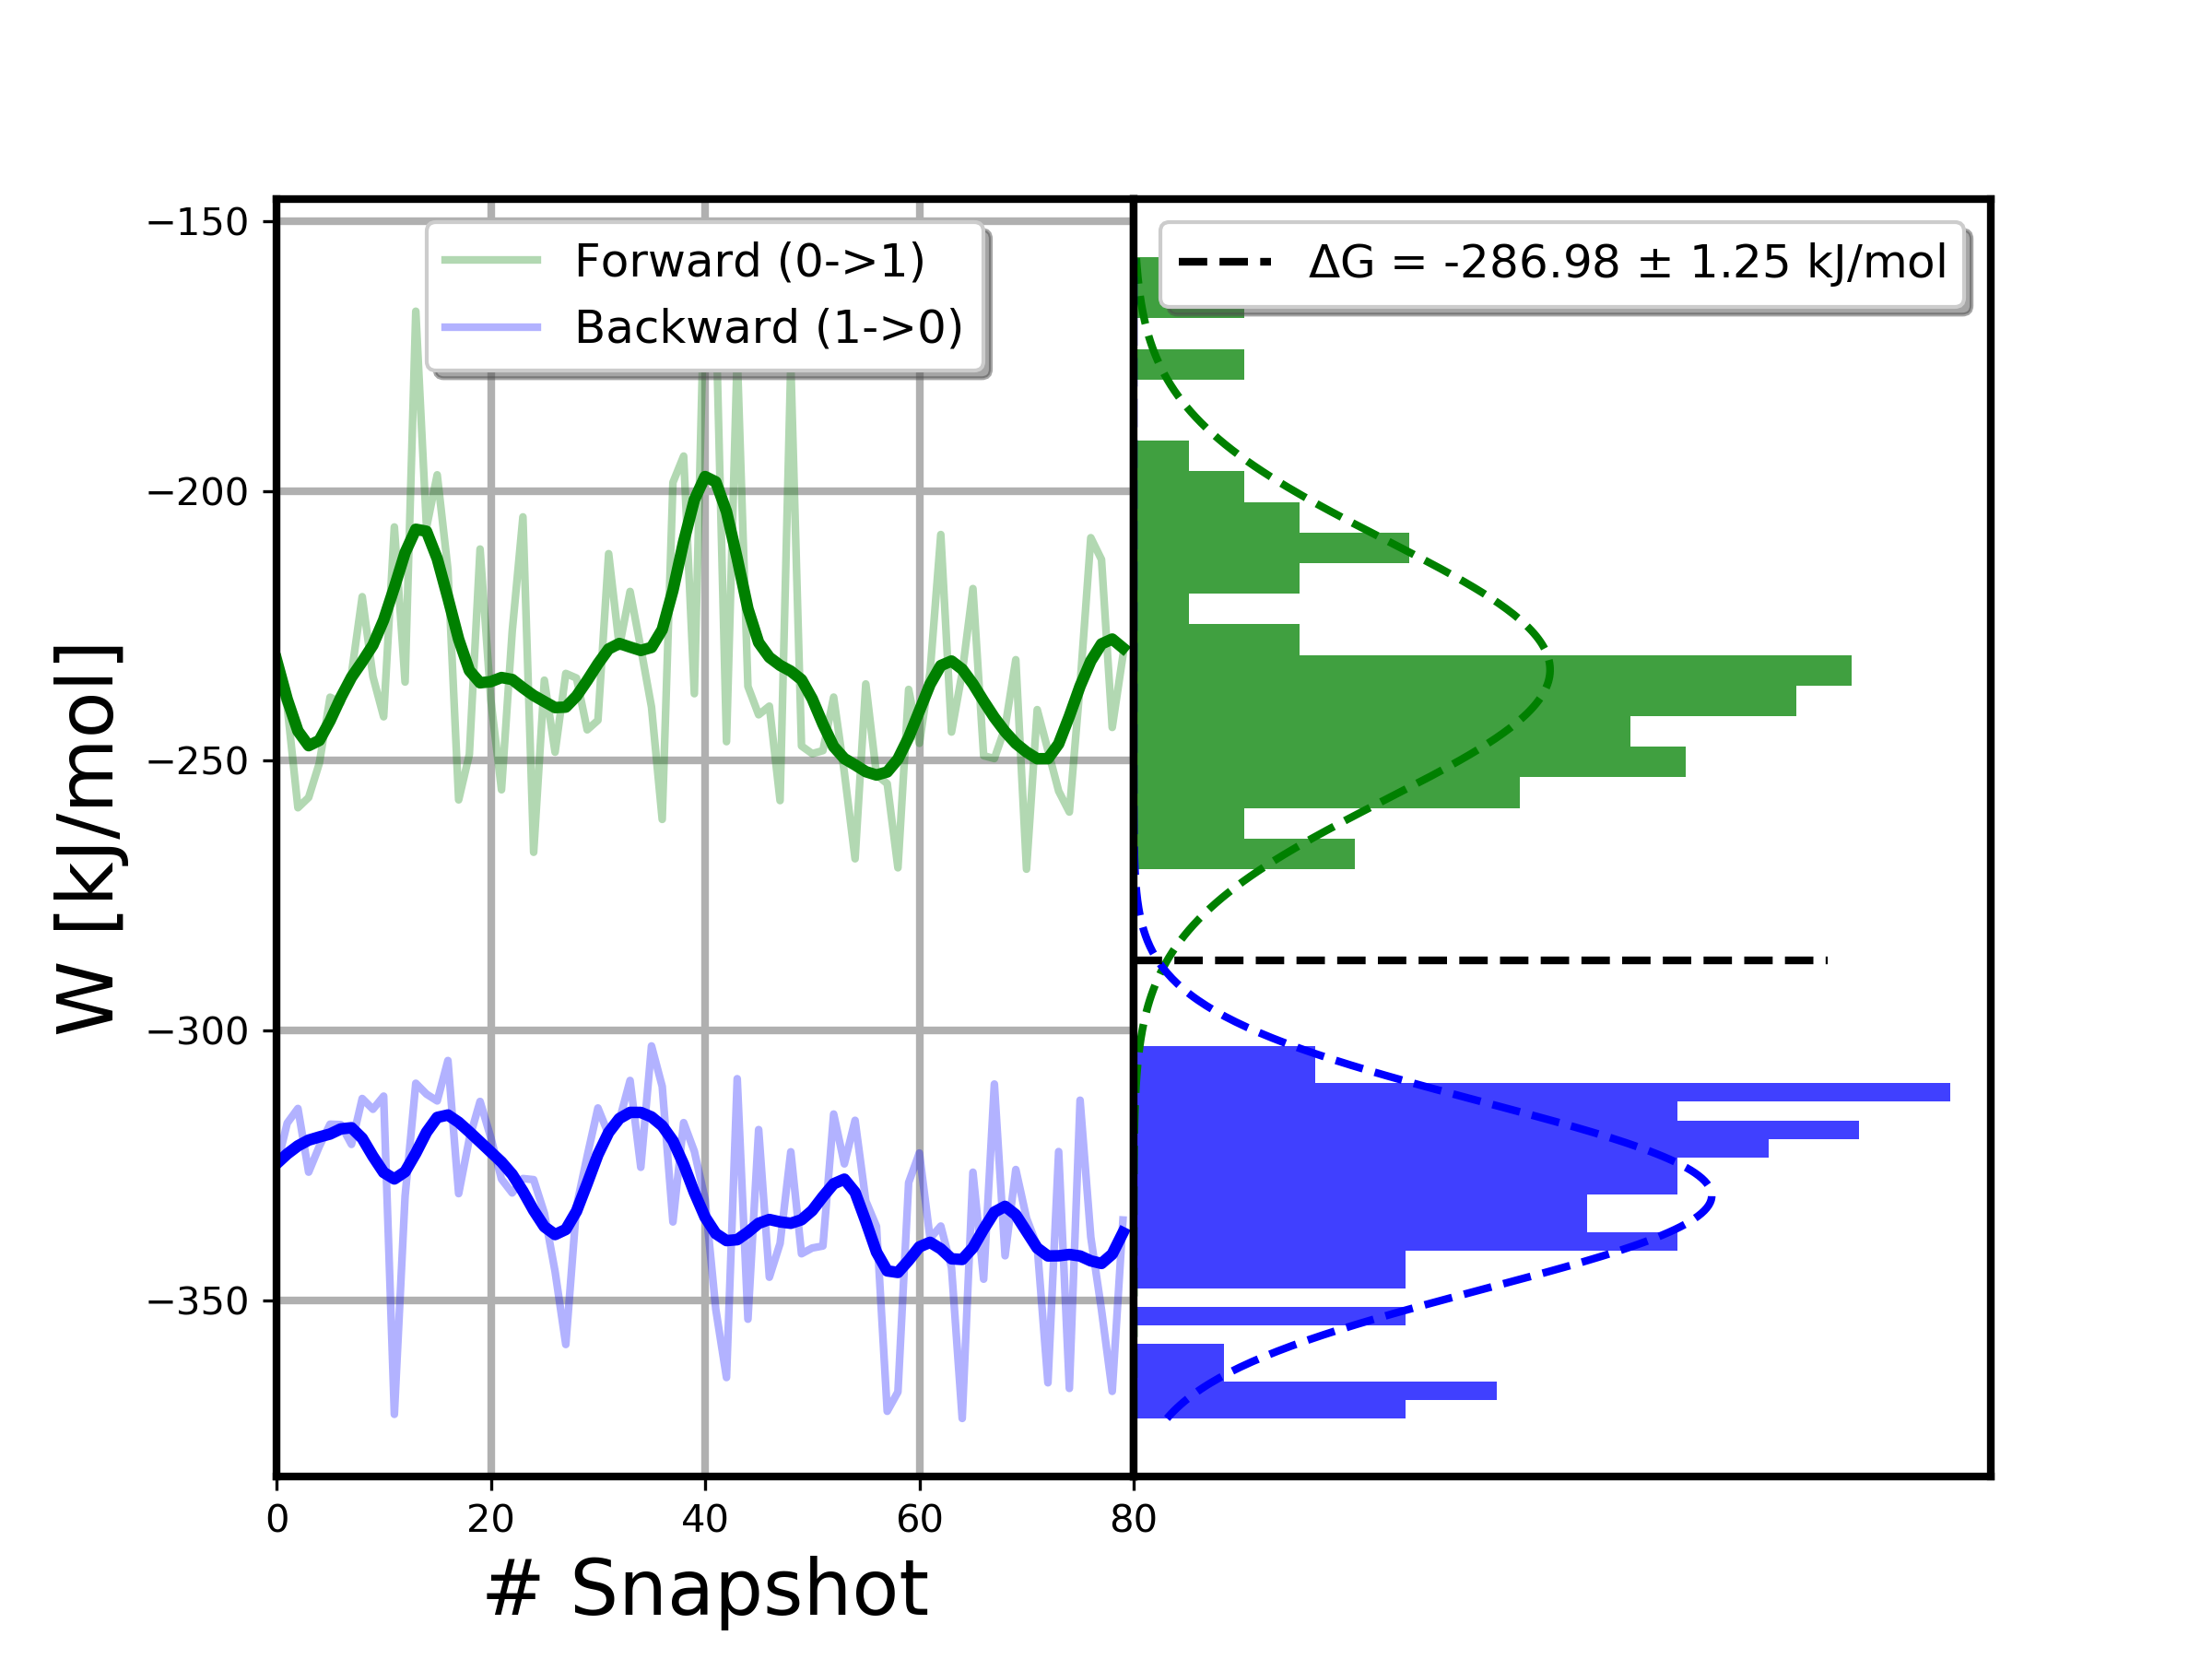 Forward (0->1)
Backward (1->0)
ΔG = -286.98 ± 1.25 kJ/mol
W [kJ/mol]
−150
−200
−250
−300
−350
0 20 40 60 80
# Snapshot